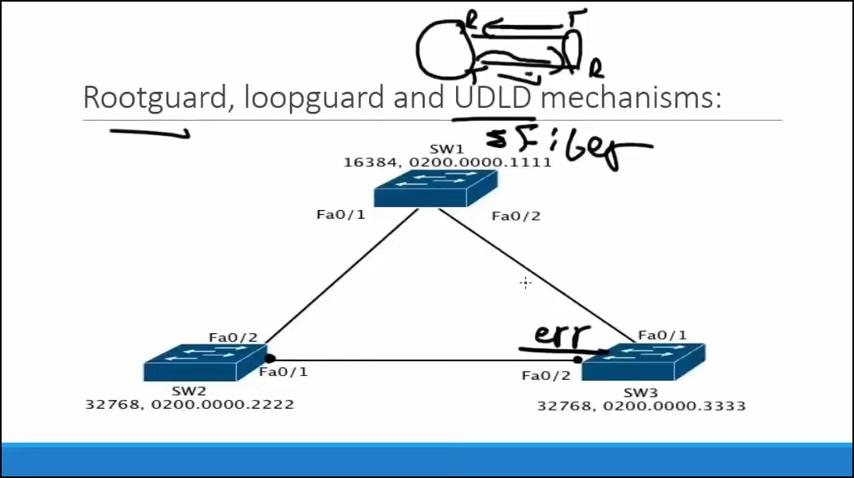 R T
T R
Rootguard, loopguard and UDLD mechanisms:
Fiber
SW1
16384, 0200.0000.1111
Fa0/1 Fa0/2
err
Fa0/2 Fa0/1
Fa0/1 Fa0/2
SW2 SW3
32768, 0200.0000.2222 32768, 0200.0000.3333